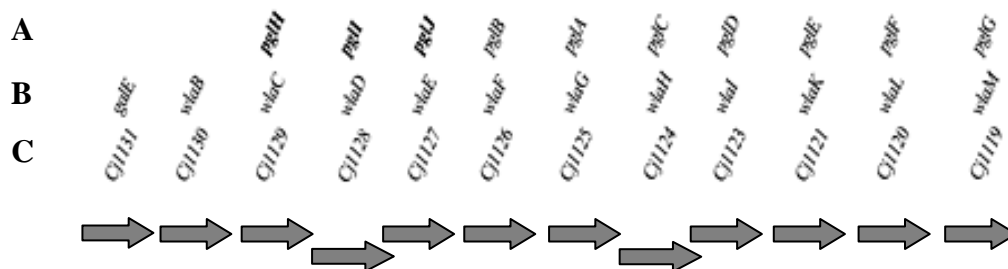 A pglH pglI pglJ pglB pglA pglC pglD pglE pglF pglG
B galE wlaB wlaC wlaD wlaE wlaF wlaG wlaH wlaI wlaK wlaL wlaM
C Cj1131 Cj1130 Cj1129 Cj1128 Cj1127 Cj1126 Cj1125 Cj1124 Cj1123 Cj1121 Cj1120 Cj1119